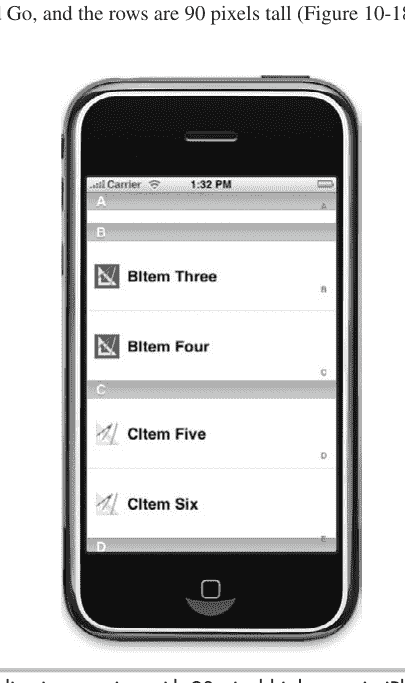 Go, and the rows are 90 pixels tall (Figure 10-18
Carrier 1:32 PM
A
A
B
BItem Three
B
BItem Four
C
C
CItem Five
D
CItem Six
E
D